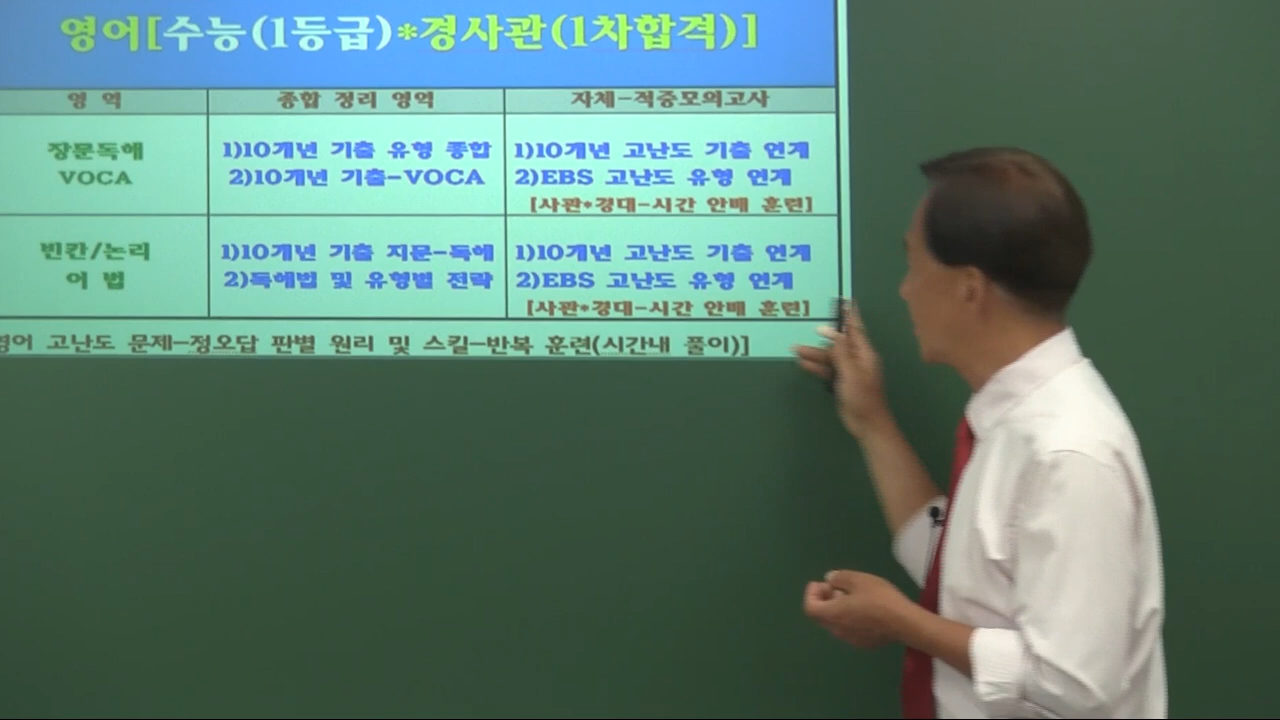 영어[수능(1등급)*경사관(1차합격)]
영 역
종합 정리 영역
자체-적중모의고사
장문독해
VOCA
1)10개년 기출 유형 종합
2)10개년 기출-VOCA
1)10개년 고난도 기출 연계
2)EBS 고난도 유형 연계
[사관*경대-시간 안배 훈련]
빈칸/논리
어 법
1)10개년 기출 지문-독해
2)독해법 및 유형별 전략
1)10개년 고난도 기출 연계
2)EBS 고난도 유형 연계
[사관*경대-시간 안배 훈련]
영어 고난도 문제-정오답 판별 원리 및 스킬-반복 훈련(시간내 풀이)]